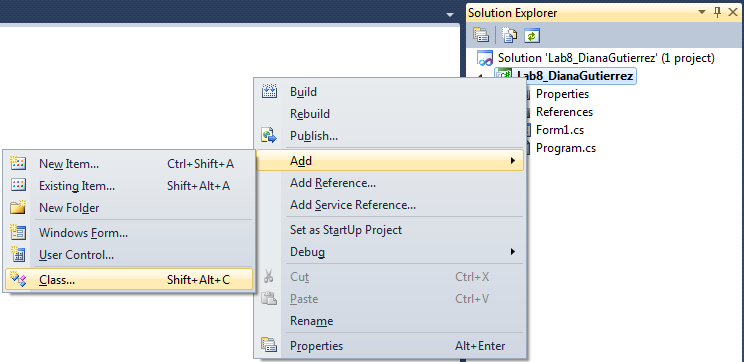 Solution Explorer
Solution 'Lab8_DianaGutierrez' (1 project)
Lab8_DianaGutierrez
Properties
References
Form1.cs
Program.cs
Build
Rebuild
Publish...
Add
Add Reference...
Add Service Reference...
Set as StartUp Project
Debug
Cut Ctrl+X
Paste Ctrl+V
Rename
Properties Alt+Enter
New Item... Ctrl+Shift+A
Existing Item... Shift+Alt+A
New Folder
Windows Form...
User Control...
Class... Shift+Alt+C